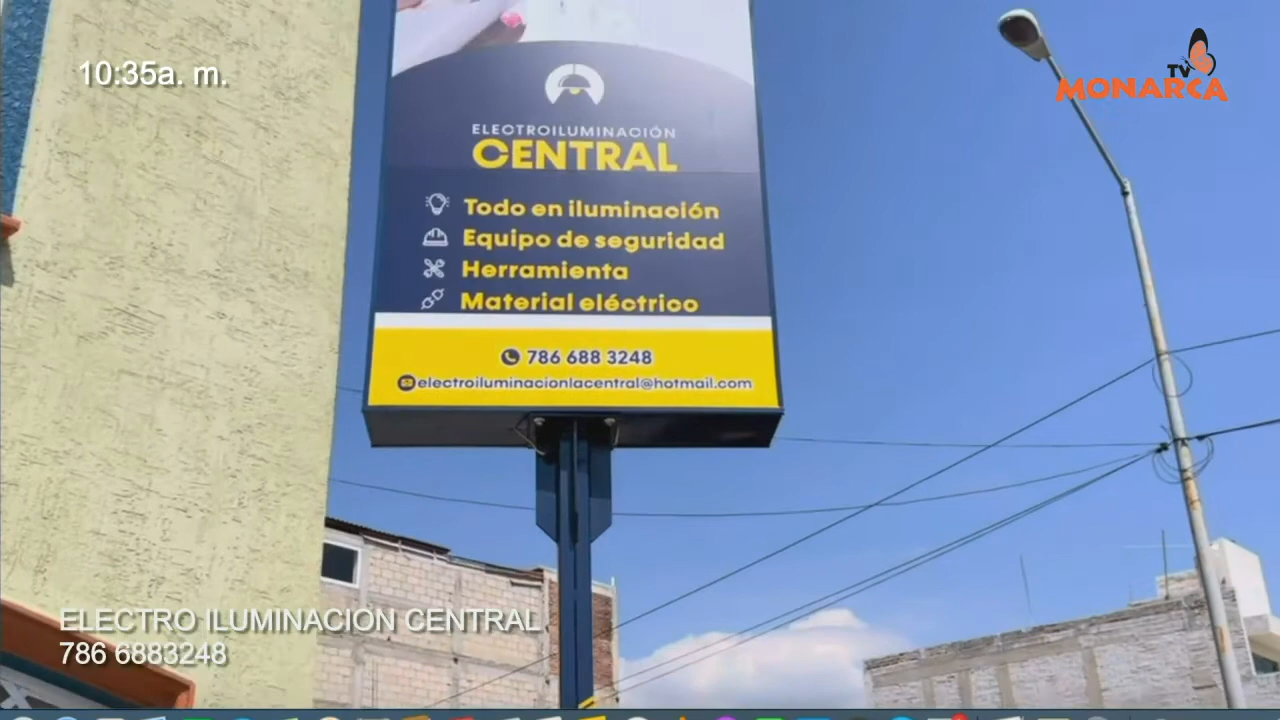 10:35a. m.
TV
MONARCA
ELECTROILUMINACIÓN
CENTRAL
Todo en iluminación
Equipo de seguridad
Herramienta
Material eléctrico
786 688 3248
electroiluminacionlacentral@hotmail.com
ELECTRO ILUMINACIÓN CENTRAL
786 6883248